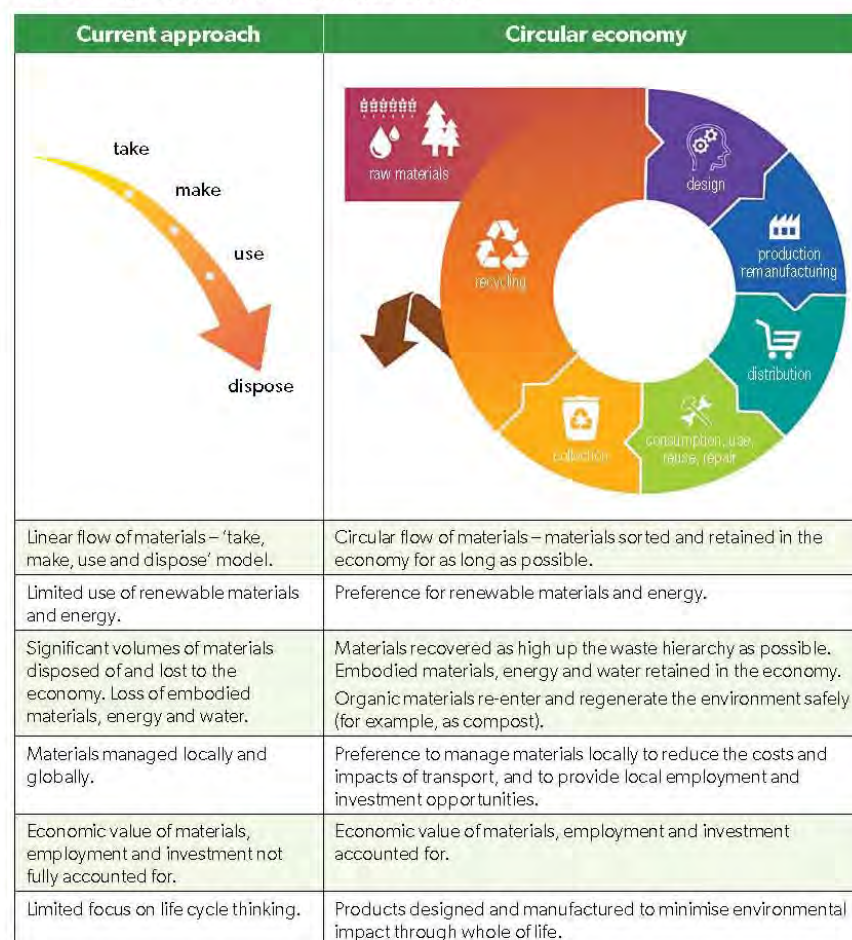 Current approach
Circular economy
take
make
use
dispose
raw materials
design
production
remanufacturing
distribution
consumption, use,
reuse, repair
collection
recycling
Linear flow of materials – ‘take,
make, use and dispose’ model.
Circular flow of materials – materials sorted and retained in the
economy for as long as possible.
Limited use of renewable materials
and energy.
Preference for renewable materials and energy.
Significant volumes of materials
disposed of and lost to the
economy. Loss of embodied
materials, energy and water.
Materials recovered as high up the waste hierarchy as possible.
Embodied materials, energy and water retained in the economy.
Organic materials re-enter and regenerate the environment safely
(for example, as compost).
Materials managed locally and
globally.
Preference to manage materials locally to reduce the costs and
impacts of transport, and to provide local employment and
investment opportunities.
Economic value of materials,
employment and investment not
fully accounted for.
Economic value of materials, employment and investment
accounted for.
Limited focus on life cycle thinking.
Products designed and manufactured to minimise environmental
impact through whole of life.